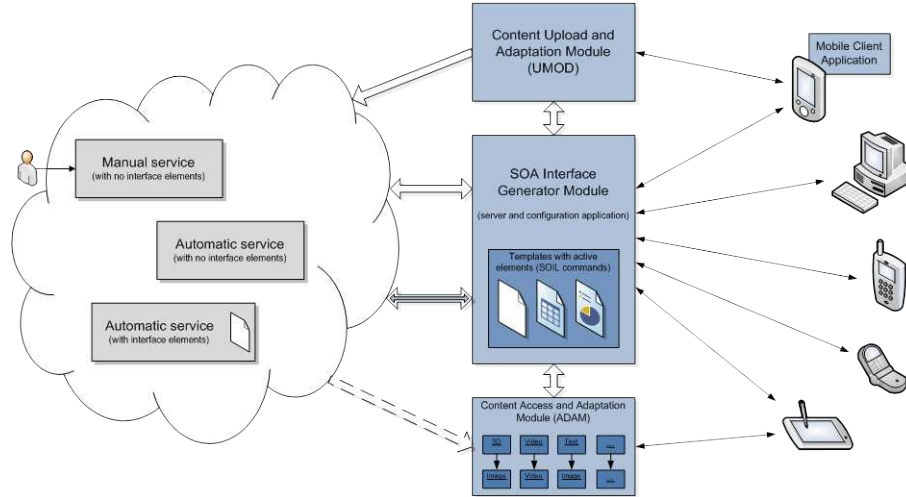 Content Upload and
Adaptation Module
(UMOD)
Mobile Client
Application
Manual service
(with no interface elements)
SOA Interface
Generator Module
(server and configuration application)
Automatic service
(with no interface elements)
Templates with active
elements (SOIL commands)
Automatic service
(with interface elements)
Content Access and Adaptation
Module (ADAM)
3D
Video
Text
...
Image
Video
Image
...